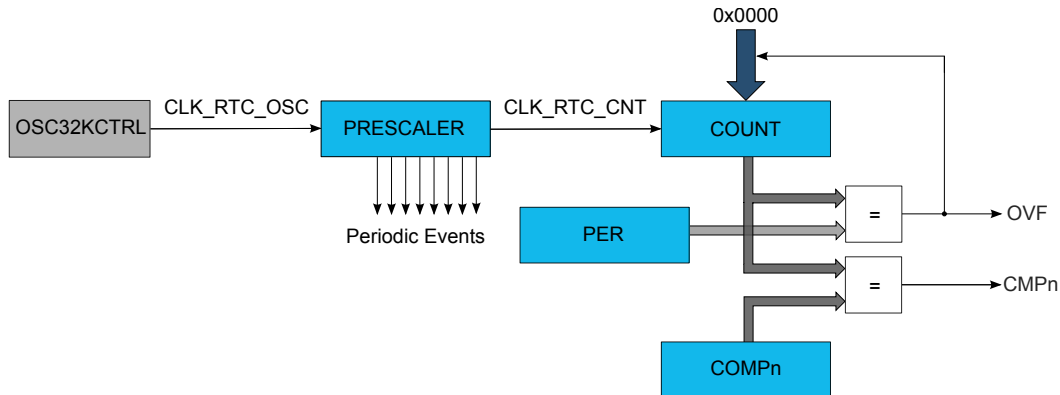 0x0000
OSC32KCTRL
CLK_RTC_OSC
PRESCALER
CLK_RTC_CNT
COUNT
Periodic Events
PER
=
OVF
=
CMPn
COMPn